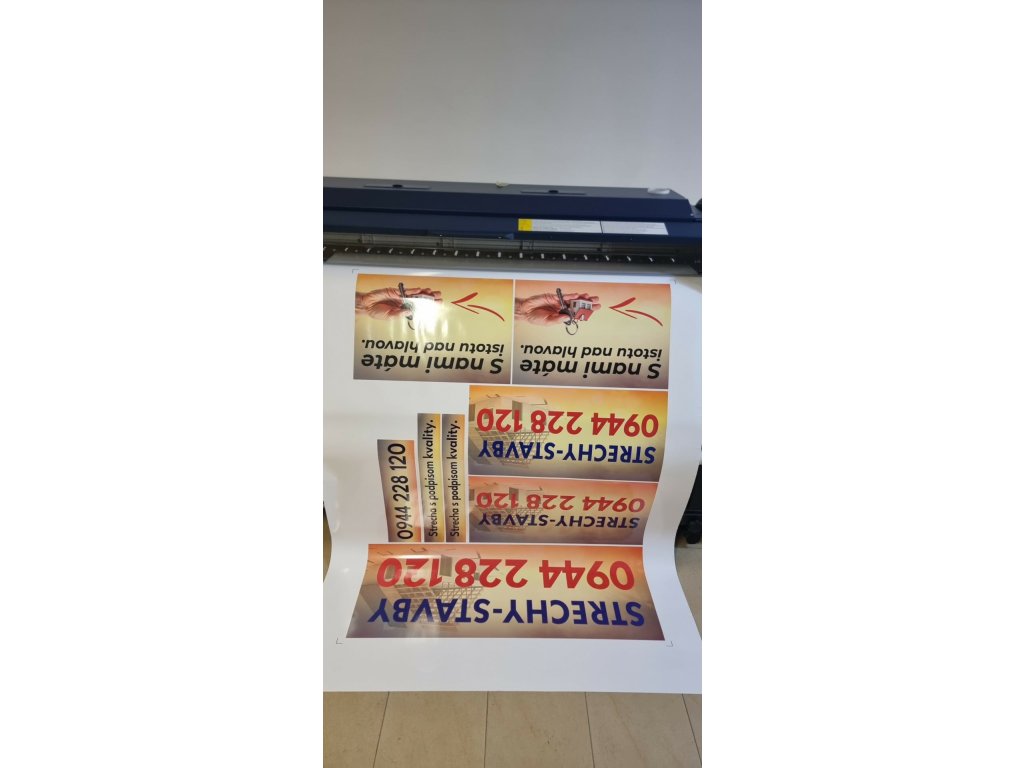 S nami máte
istotu nad hlavou.
S nami máte
istotu nad hlavou.
STRECHY-STAVBY
0944 228 120
STRECHY-STAVBY
0944 228 120
0944 228 120
Strecha s podpisom kvality.
Strecha s podpisom kvality.
STRECHY-STAVBY
0944 228 120